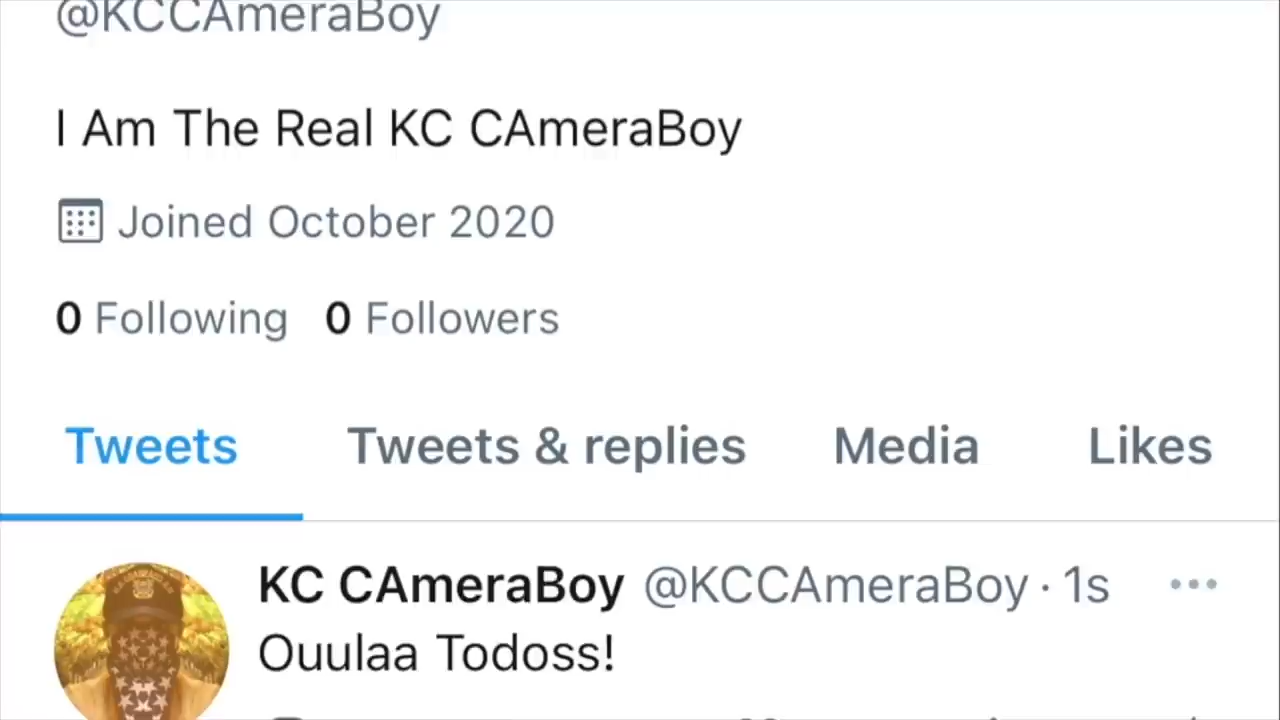 @KCCAmeraBoy
I Am The Real KC CAmeraBoy
Joined October 2020
0 Following 0 Followers
Tweets Tweets & replies Media Likes
KC CAmeraBoy @KCCAmeraBoy · 1s
Ouulaa Todoss!